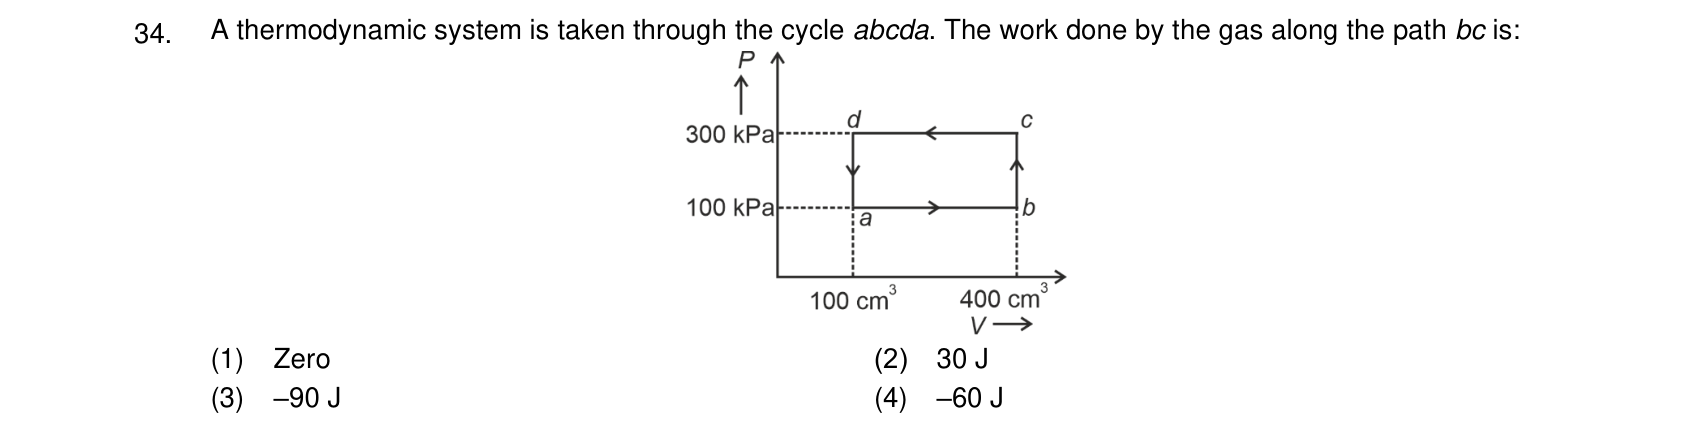 34. A thermodynamic system is taken through the cycle abcda. The work done by the gas along the path bc is:
P
d
c
300 kPa
100 kPa
a
b
100 cm³
400 cm³
V
(1) Zero
(2) 30 J
(3) –90 J
(4) –60 J